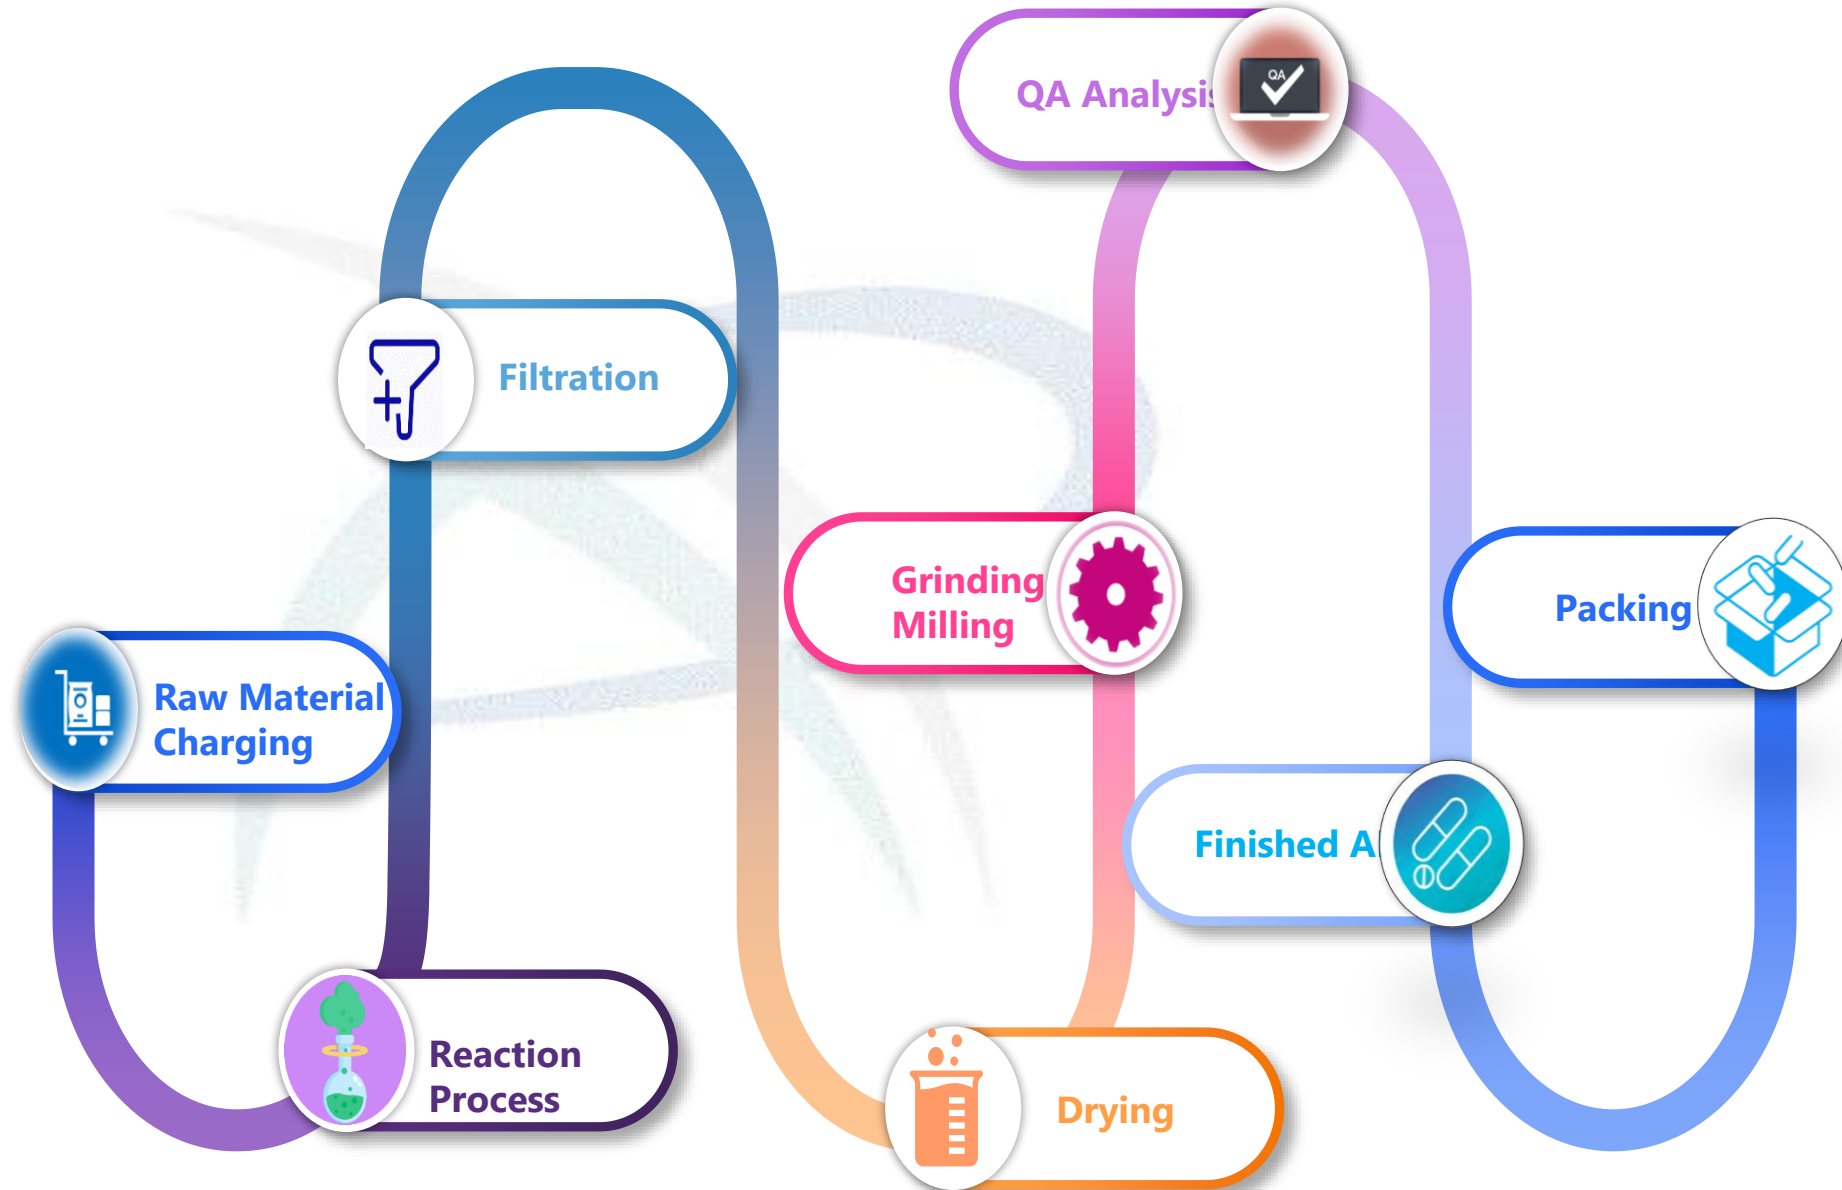 Raw Material
Charging
Reaction
Process
Filtration
Drying
Grinding
Milling
QA Analysis
QA
Finished A
Packing